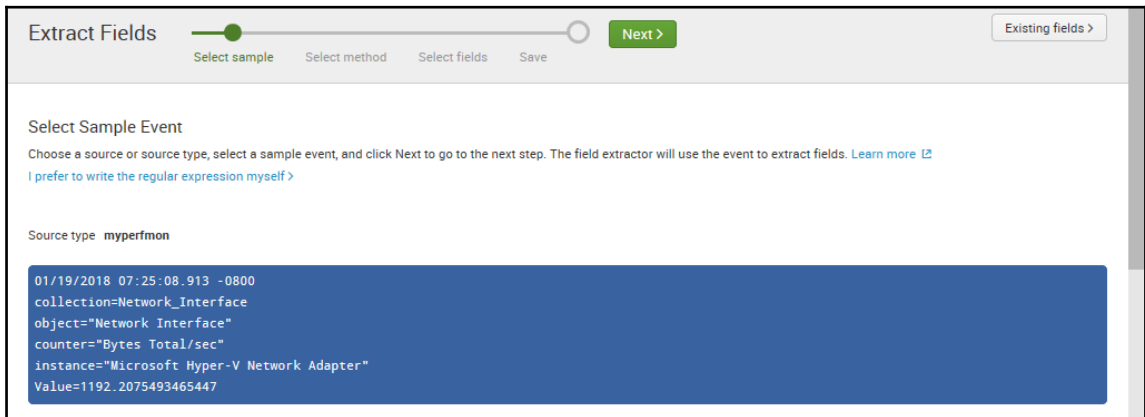 Extract Fields
Next >
Existing fields >
Select sample
Select method
Select fields
Save
Select Sample Event
Choose a source or source type, select a sample event, and click Next to go to the next step. The field extractor will use the event to extract fields. Learn more
I prefer to write the regular expression myself >
Source type myperfmon
01/19/2018 07:25:08.913 -0800
collection=Network_Interface
object="Network Interface"
counter="Bytes Total/sec"
instance="Microsoft Hyper-V Network Adapter"
Value=1192.2075493465447